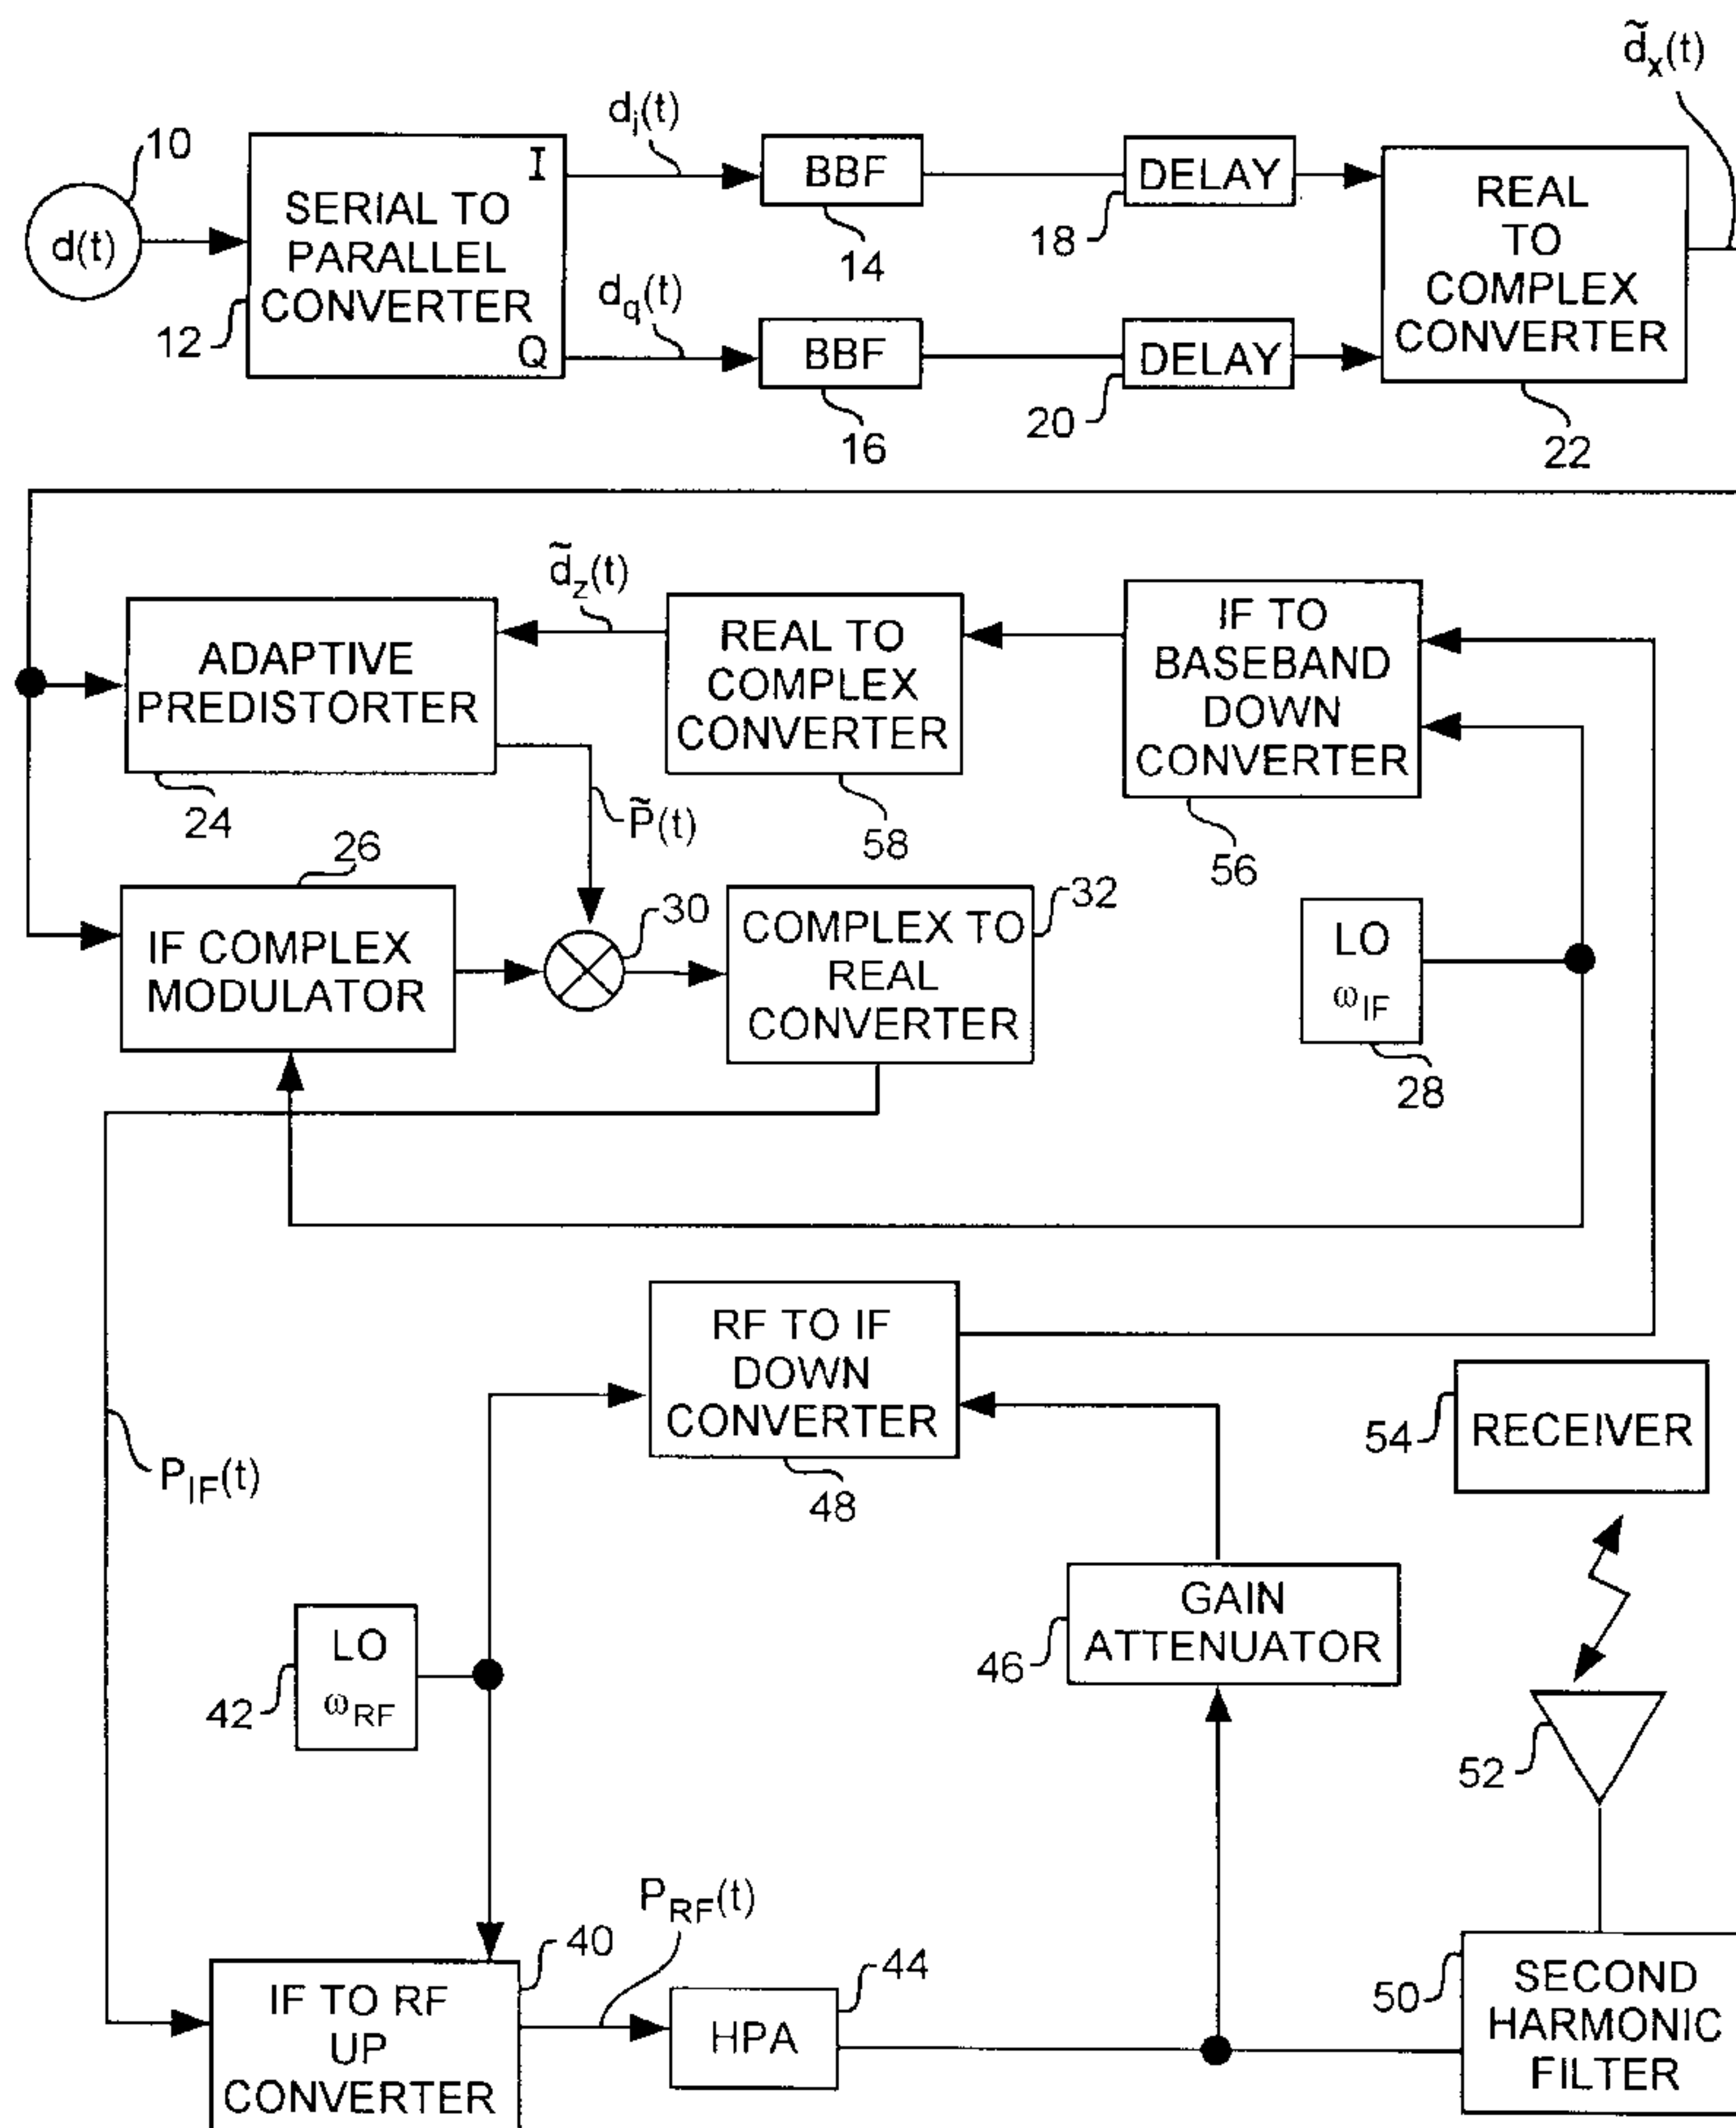 d̃x(t)
10
dj(t)
I
BBF
DELAY
REAL
TO
COMPLEX
CONVERTER
SERIAL TO
PARALLEL
CONVERTER
d(t)
14
18
12
dq(t)
Q
BBF
DELAY
16
20
22
d̃z(t)
ADAPTIVE
PREDISTORTER
REAL TO
COMPLEX
CONVERTER
IF TO
BASEBAND
DOWN
CONVERTER
24
P̃(t)
58
56
26
30
32
IF COMPLEX
MODULATOR
COMPLEX TO
REAL
CONVERTER
LO
ωIF
28
RF TO IF
DOWN
CONVERTER
54
RECEIVER
PIF(t)
48
GAIN
ATTENUATOR
46
LO
ωRF
42
52
PRF(t)
40
44
50
IF TO RF
UP
CONVERTER
HPA
SECOND
HARMONIC
FILTER